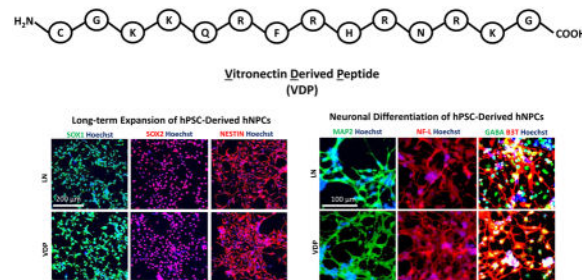 H₂N C G K K Q R F R H R N R K G COOH
Vitronectin Derived Peptide
(VDP)
Long-term Expansion of hPSC-Derived hNPCs
SOX1 Hoechst SOX2 Hoechst NESTIN Hoechst
LN
200 µm
VDP
Neuronal Differentiation of hPSC-Derived hNPCs
MAP2 Hoechst NF-L Hoechst GABA B3T Hoechst
LN
100 µm
VDP